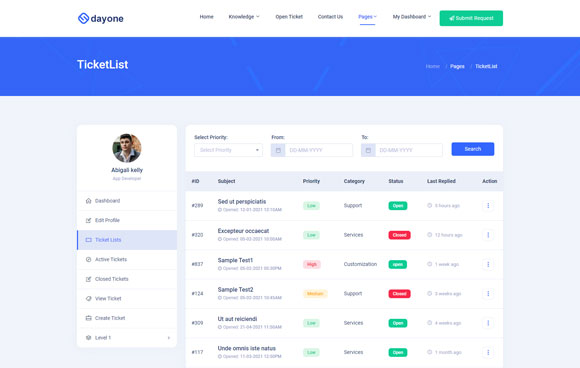 dayone
Home Knowledge Open Ticket Contact Us Pages My Dashboard Submit Request
TicketList
Home / Pages / TicketList
Abigali kelly
App Developer
Dashboard
Edit Profile
Ticket Lists
Active Tickets
Closed Tickets
View Ticket
Create Ticket
Level 1
Select Priority: From: To:
Select Priority DD-MM-YYYY DD-MM-YYYY Search
#ID Subject Priority Category Status Last Replied Action
#289 Sed ut perspiciatis Low Support Open 5 hours ago
Opened: 12-01-2021 10:10AM
#320 Excepteur occaecat Low Services Closed 12 hours ago
Opened: 03-02-2021 10:00AM
#837 Sample Test1 High Customization open 1 week ago
Opened: 05-02-2021 05:30PM
#124 Sample Test2 Medium Support Closed 3 weeks ago
Opened: 05-02-2021 10:45AM
#309 Ut aut reiciendi Low Services Open 4 weeks ago
Opened: 21-04-2021 11:50AM
#117 Unde omnis iste natus Low Services Open 1 month ago
Opened: 11-03-2021 12:50PM